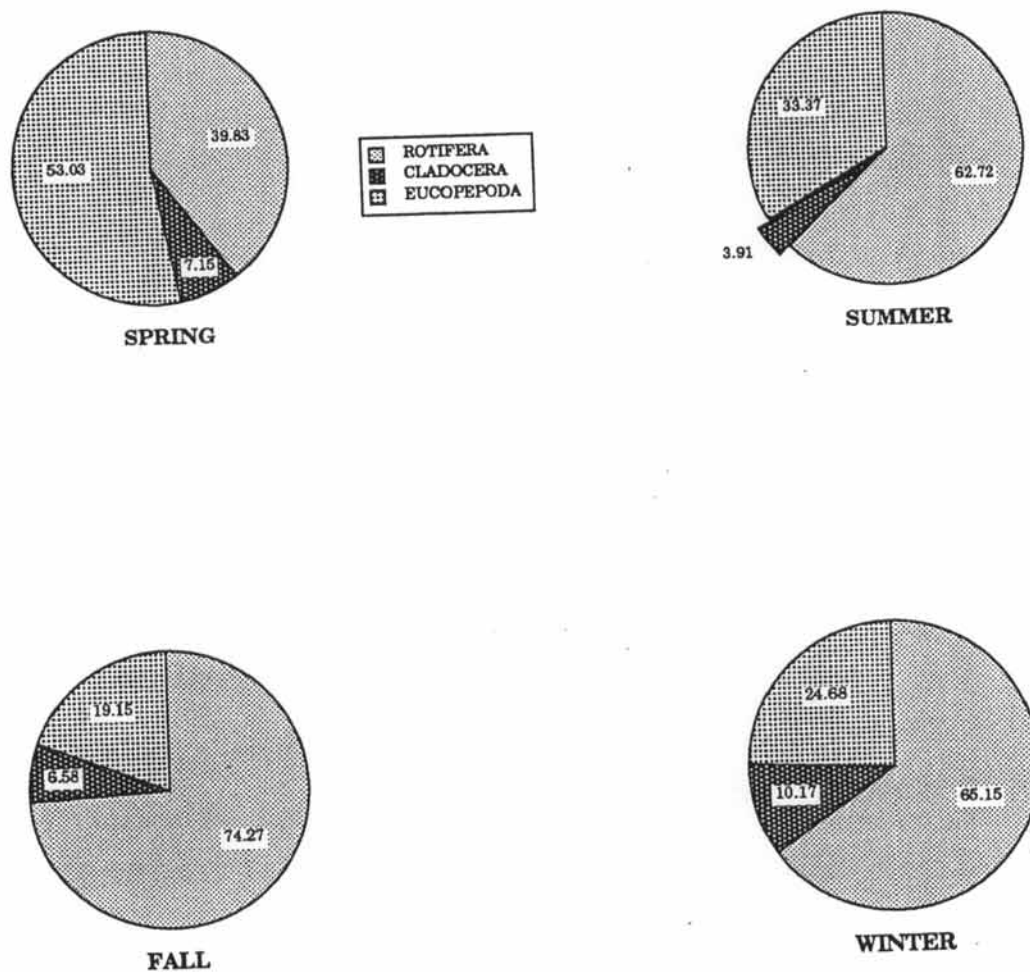 39.83
53.03
7.15
SPRING
ROTIFERA
CLADOCERA
EUCOPEPODA
33.37
62.72
3.91
SUMMER
19.15
6.58
74.27
FALL
24.68
10.17
65.15
WINTER